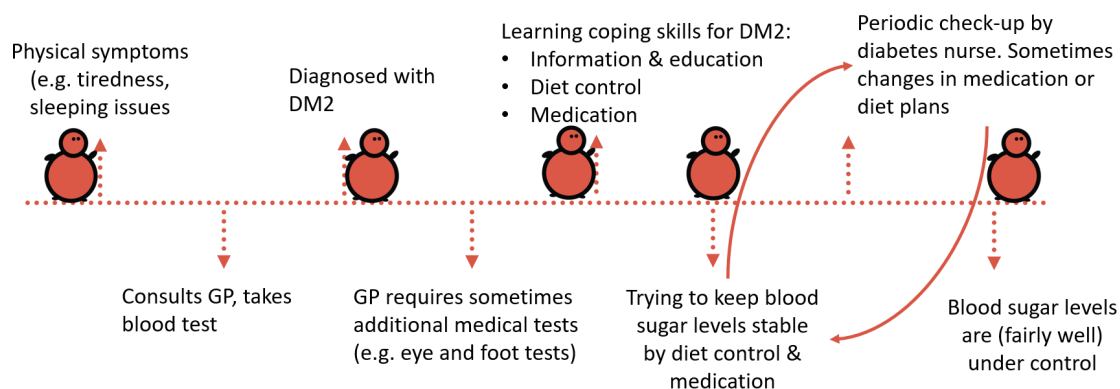 Physical symptoms
(e.g. tiredness,
sleeping issues
Consults GP, takes
blood test
Diagnosed with
DM2
GP requires sometimes
additional medical tests
(e.g. eye and foot tests)
Learning coping skills for DM2:
• Information & education
• Diet control
• Medication
Trying to keep blood
sugar levels stable
by diet control &
medication
Periodic check-up by
diabetes nurse. Sometimes
changes in medication or
diet plans
Blood sugar levels
are (fairly well)
under control